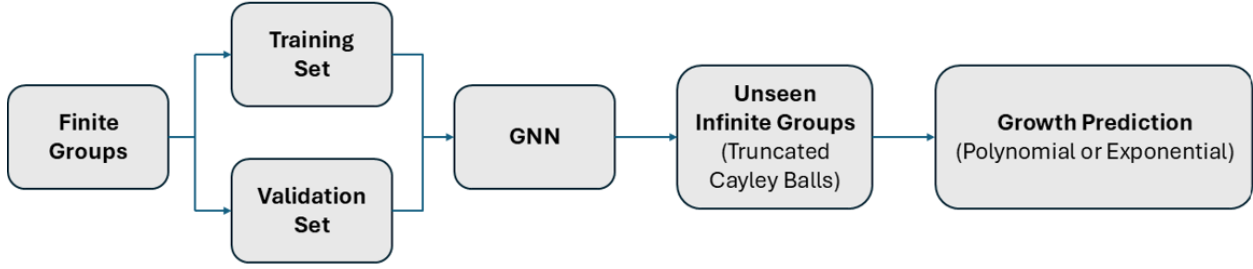 Finite
Groups
Training
Set
Validation
Set
GNN
Unseen
Infinite Groups
(Truncated
Cayley Balls)
Growth Prediction
(Polynomial or Exponential)